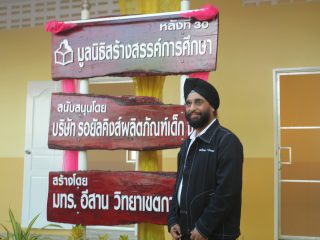 หลังที่ 30
มูลนิธิสร้างสรรค์การศึกษา
สนับสนุนโดย
บริษัท รอยัลคิงส์ผลิตภัณฑ์เด็ก
สร้างโดย
มทร. อีสาน วิทยาเขต